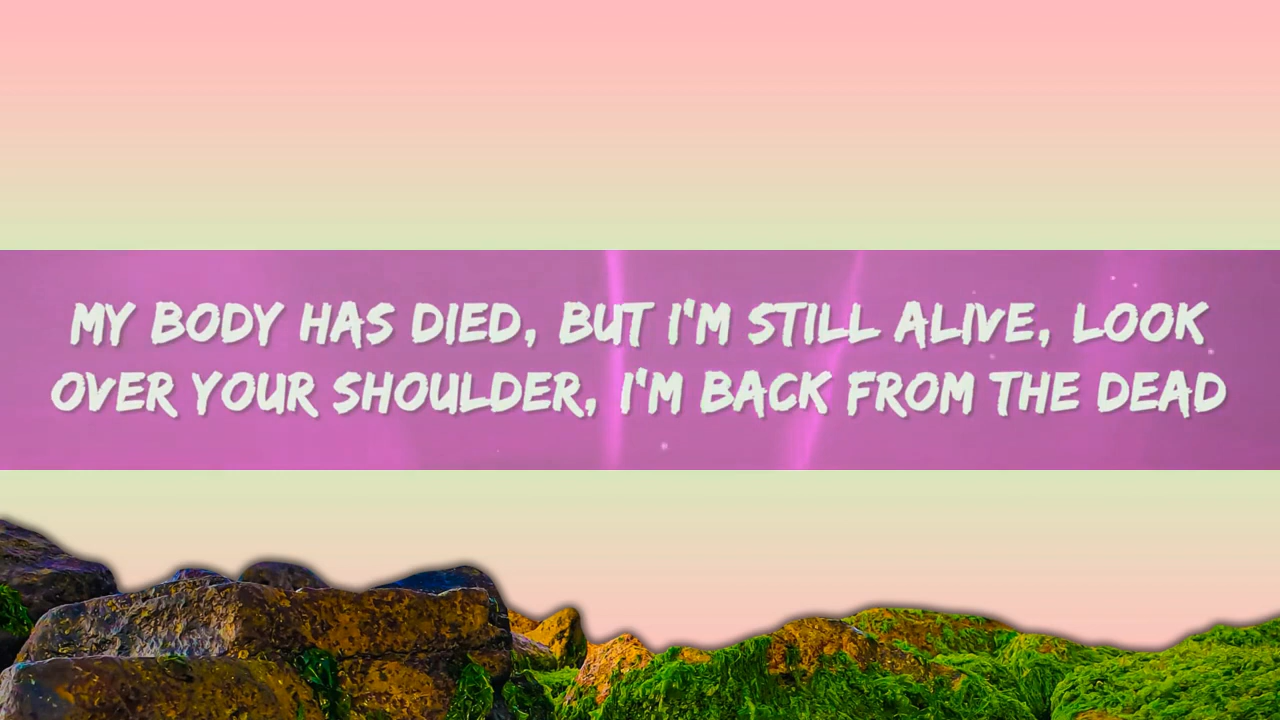 MY BODY HAS DIED, BUT I'M STILL ALIVE, LOOK
OVER YOUR SHOULDER, I'M BACK FROM THE DEAD